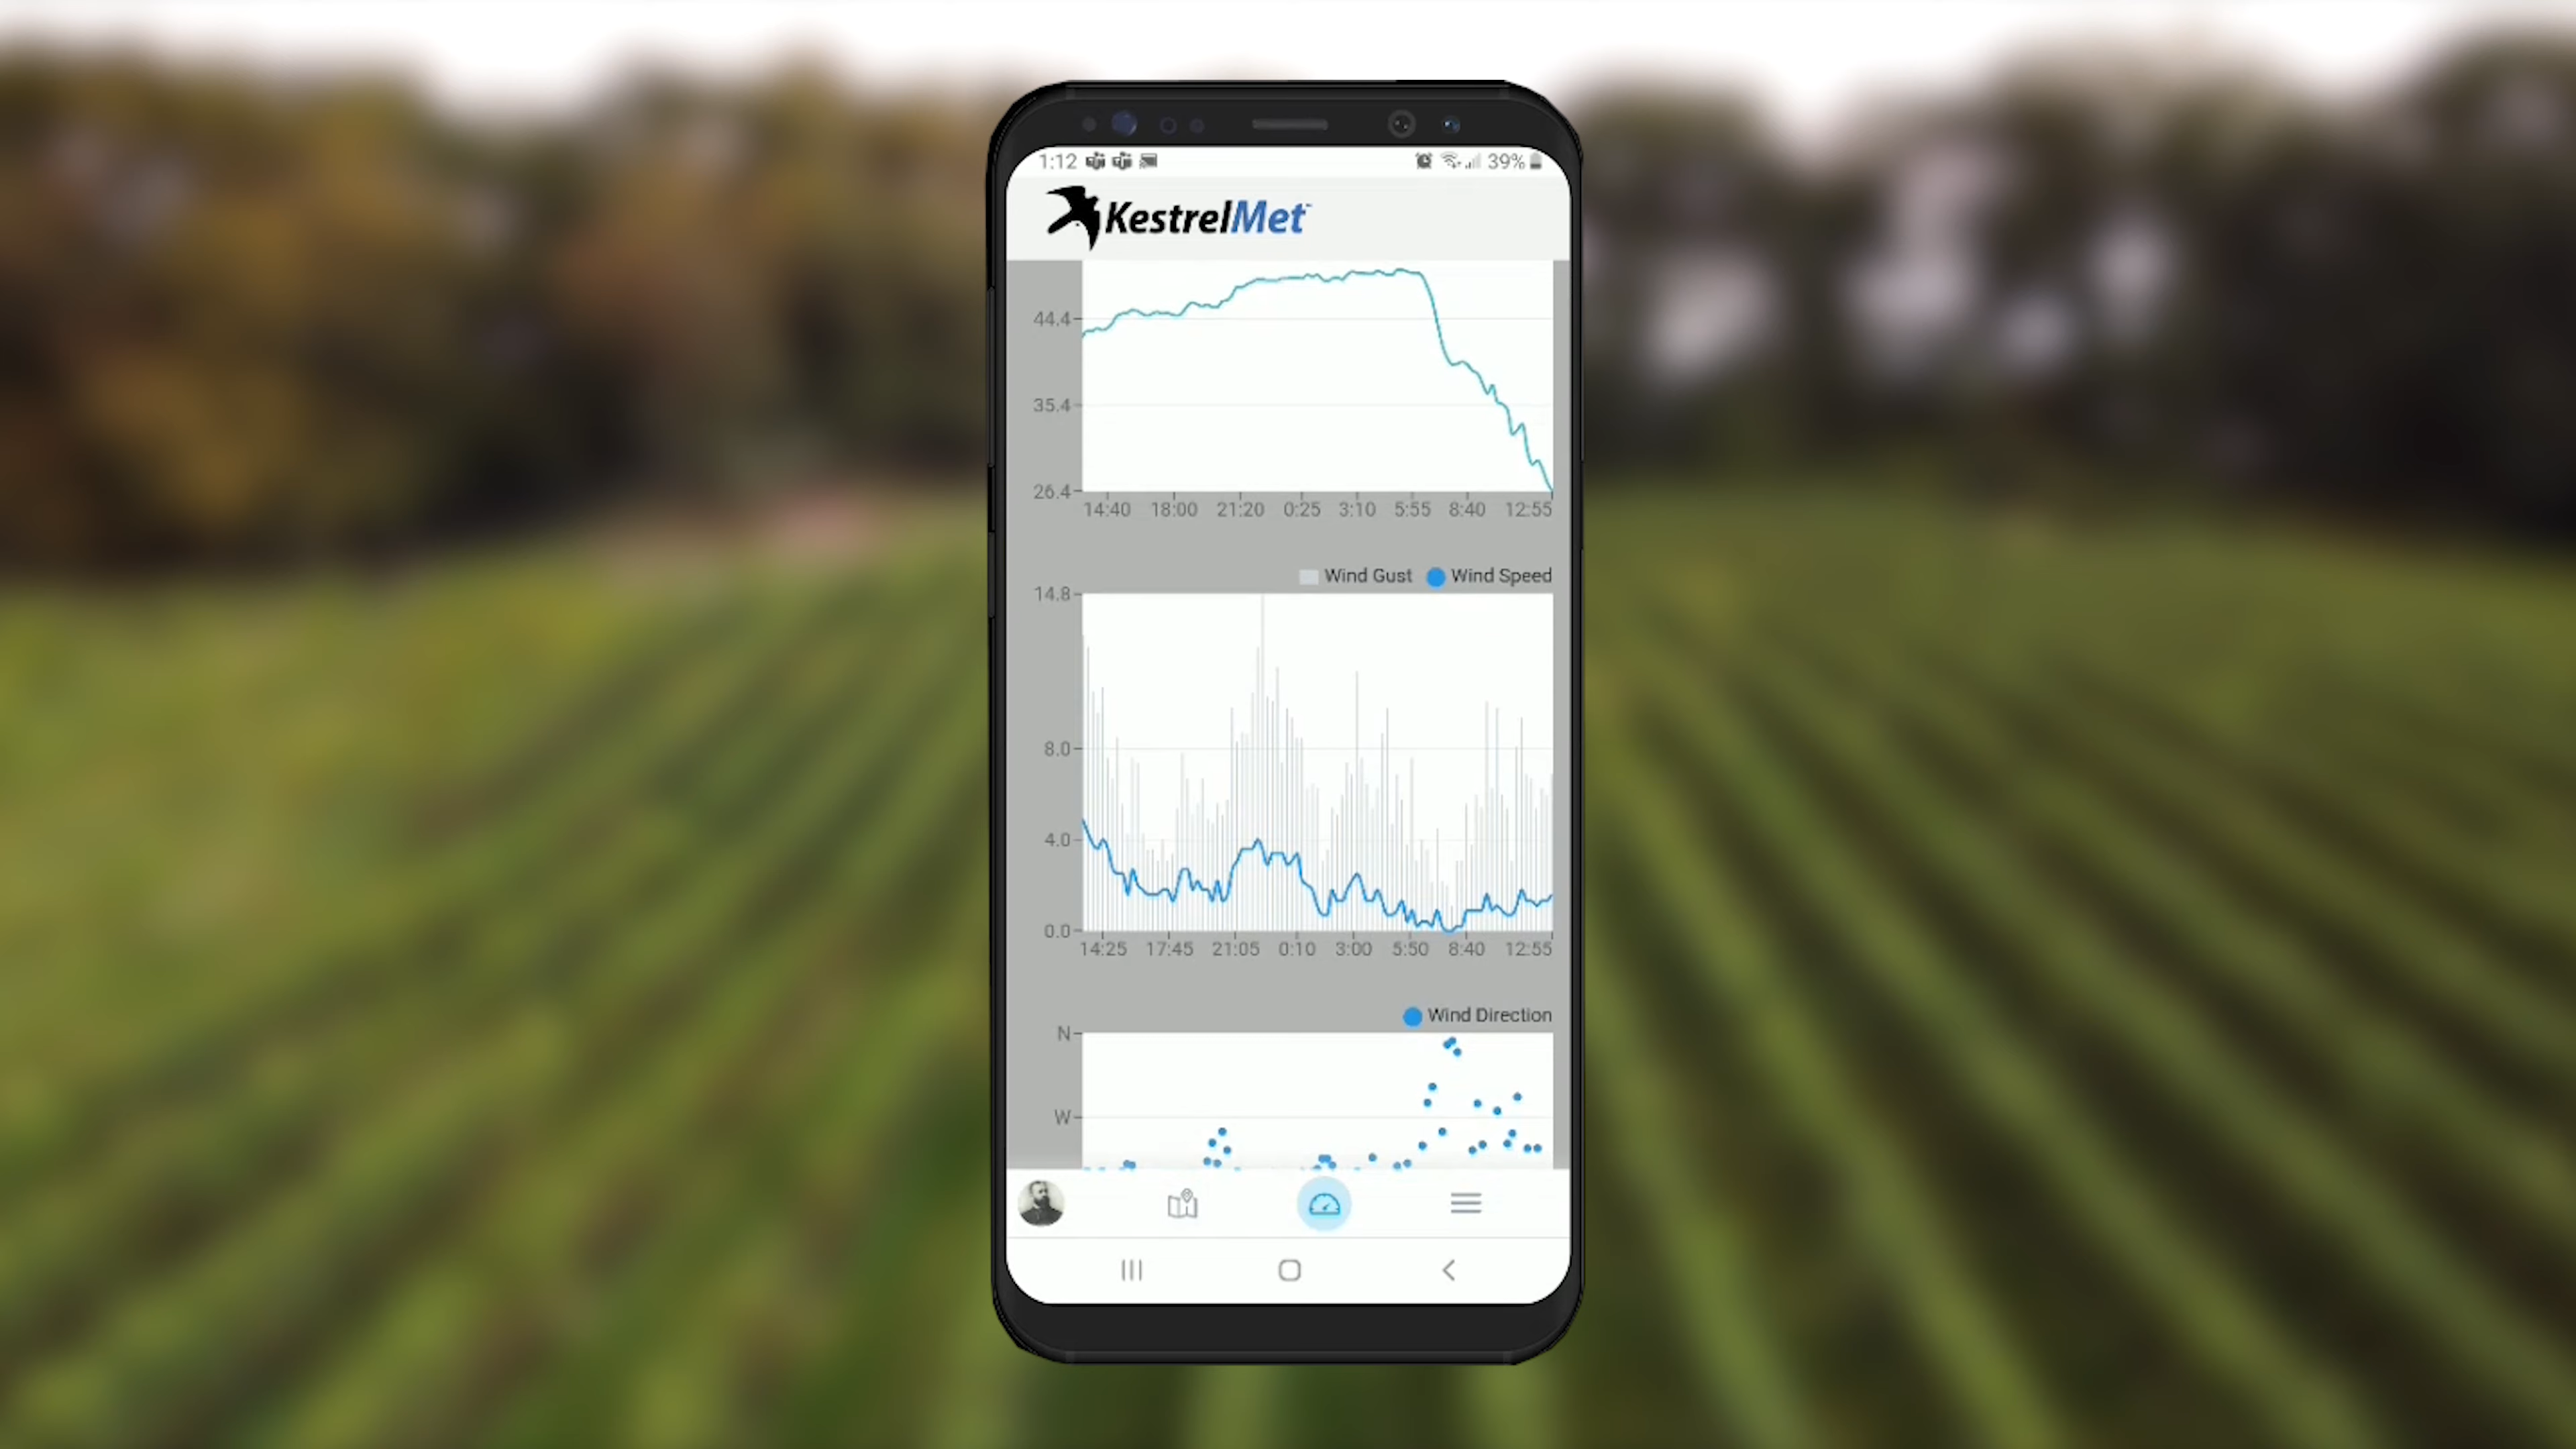 1:12 39%
KestrelMet™
44.4
35.4
26.4
14:40 18:00 21:20 0:25 3:10 5:55 8:40 12:55
Wind Gust Wind Speed
14.8
8.0
4.0
0.0
14:25 17:45 21:05 0:10 3:00 5:50 8:40 12:55
Wind Direction
N
W